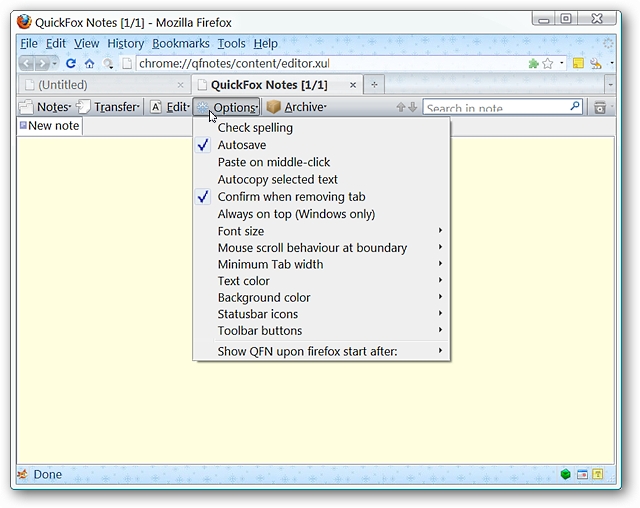 QuickFox Notes [1/1] - Mozilla Firefox
File Edit View History Bookmarks Tools Help
chrome://qfnotes/content/editor.xul
(Untitled) QuickFox Notes [1/1]
Notes Transfer Edit Options Archive Search in note
New note
Check spelling
Autosave
Paste on middle-click
Autocopy selected text
Confirm when removing tab
Always on top (Windows only)
Font size
Mouse scroll behaviour at boundary
Minimum Tab width
Text color
Background color
Statusbar icons
Toolbar buttons
Show QFN upon firefox start after:
Done